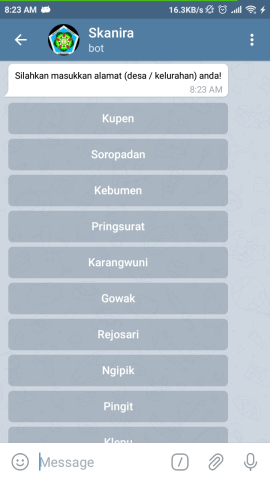 8:23 AM
16.3KB/s
Skanira
bot
Silahkan masukkan alamat (desa / kelurahan) anda!
8:23 AM
Kupen
Soropadan
Kebumen
Pringsurat
Karangwuni
Gowak
Rejosari
Ngipik
Pingit
Klepu
Message